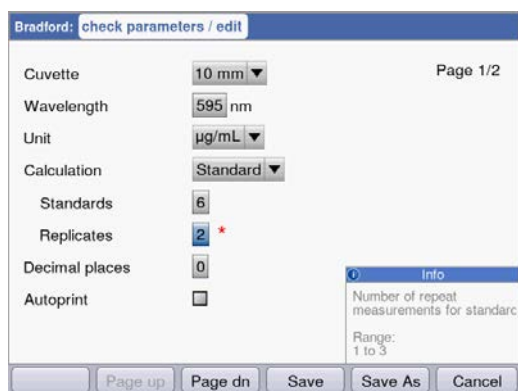 Bradford: check parameters / edit
Cuvette 10 mm Page 1/2
Wavelength 595 nm
Unit µg/mL
Calculation Standard
Standards 6
Replicates 2 *
Decimal places 0
Autoprint
Info
Number of repeat
measurements for standard
Range:
1 to 3
Page up Page dn Save Save As Cancel